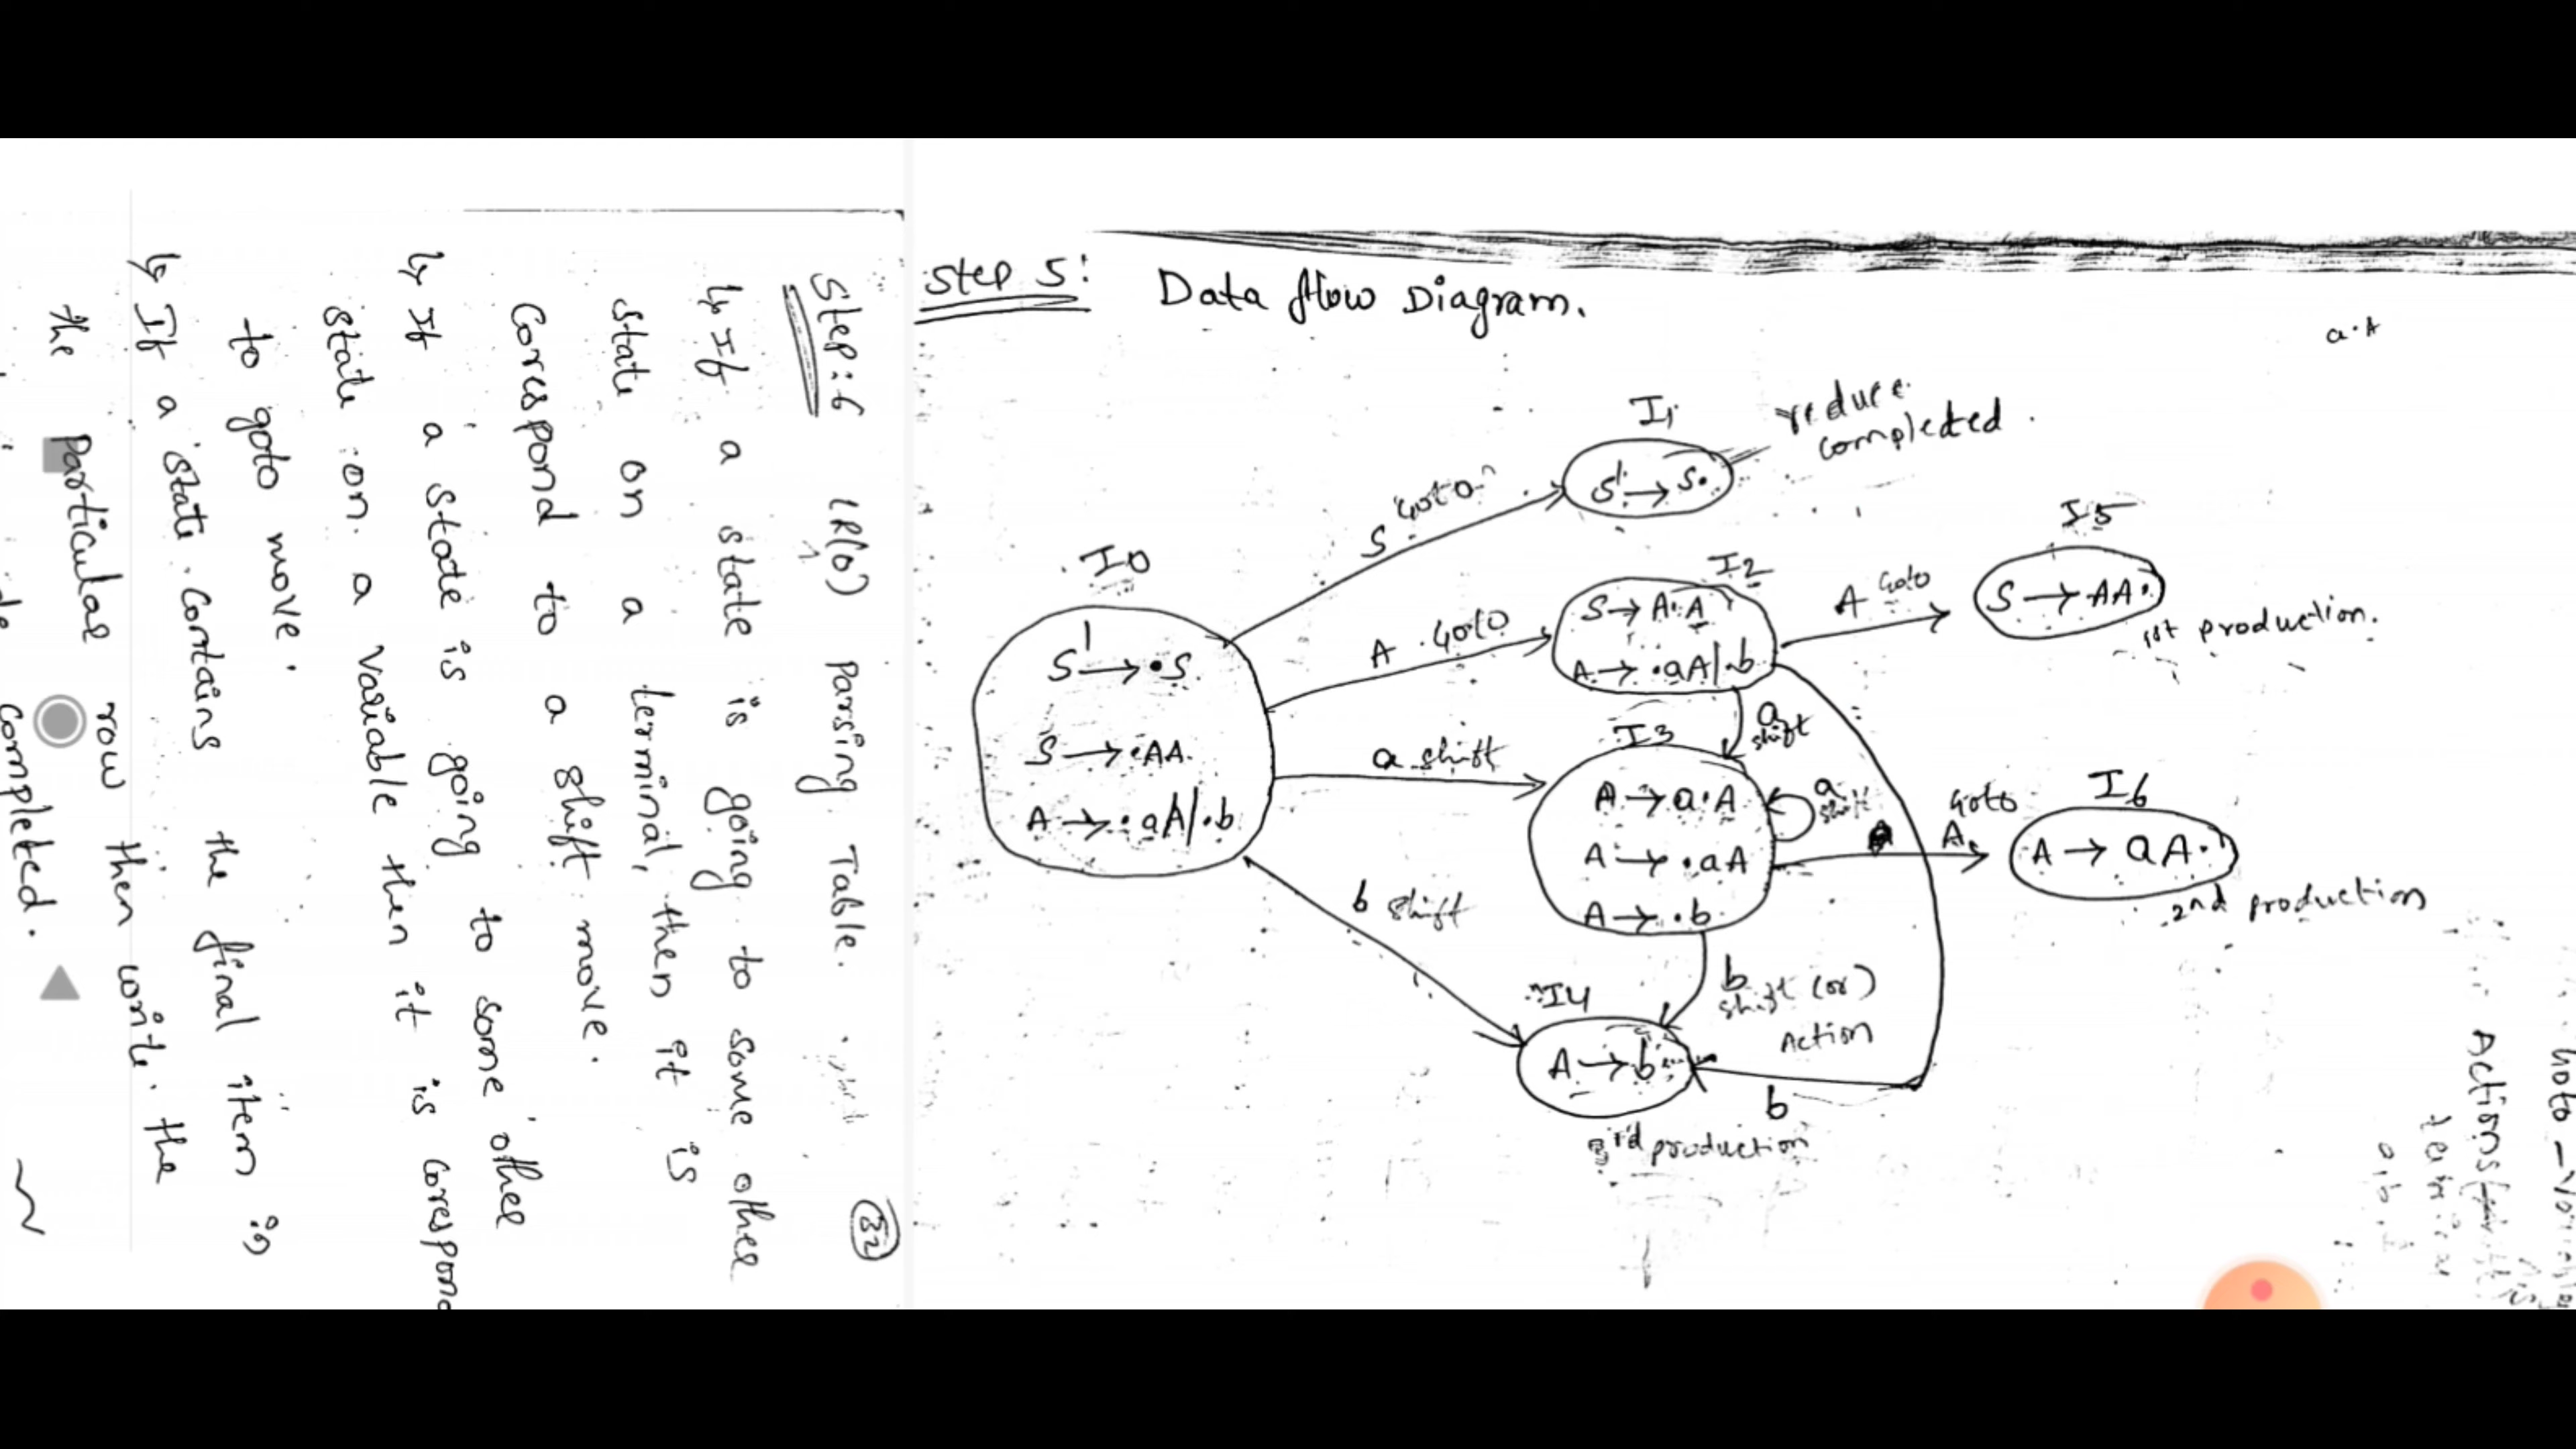 Step 5: Data flow Diagram.
a·A
I1
S' → S.
reduce
completed.
S Goto
I0
S' → •S
S → •AA
A → •aA/•b
A Goto
I2
S → A·A
A → •aA/•b
A Goto
I5
S → AA•
1st production.
a shift
a
shift
I3
A → a•A
A → •aA
A → •b
a
shift
Goto
A
I6
A → aA•
2nd production
b shift
b
shift (or)
Action
I4
A → b
b
3rd production
Goto
Actions
Step:6 LR(0) Parsing Table.
↳ If a state is going to some other
state on a terminal, then it is
Correspond to a shift move.
↳ If a state is going to some other
state on a variable then it is correspond
to goto move.
↳ If a state contains the final item in
the Particular row then write the
completed.
32